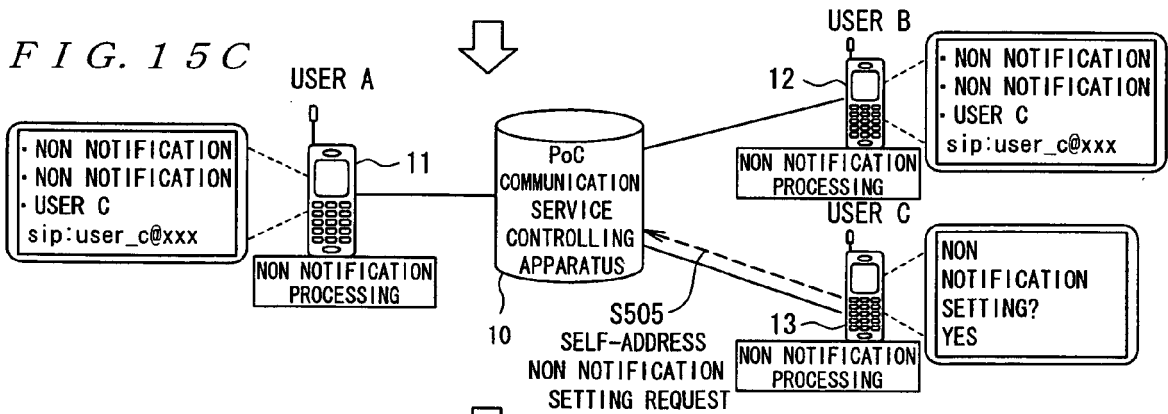 FIG. 15C
USER A
11
· NON NOTIFICATION
· NON NOTIFICATION
· USER C
sip:user_c@xxx
NON NOTIFICATION
PROCESSING
PoC
COMMUNICATION
SERVICE
CONTROLLING
APPARATUS
10
USER B
12
· NON NOTIFICATION
· NON NOTIFICATION
· USER C
sip:user_c@xxx
NON NOTIFICATION
PROCESSING
USER C
13
NON
NOTIFICATION
SETTING?
YES
NON NOTIFICATION
PROCESSING
S505
SELF-ADDRESS
NON NOTIFICATION
SETTING REQUEST